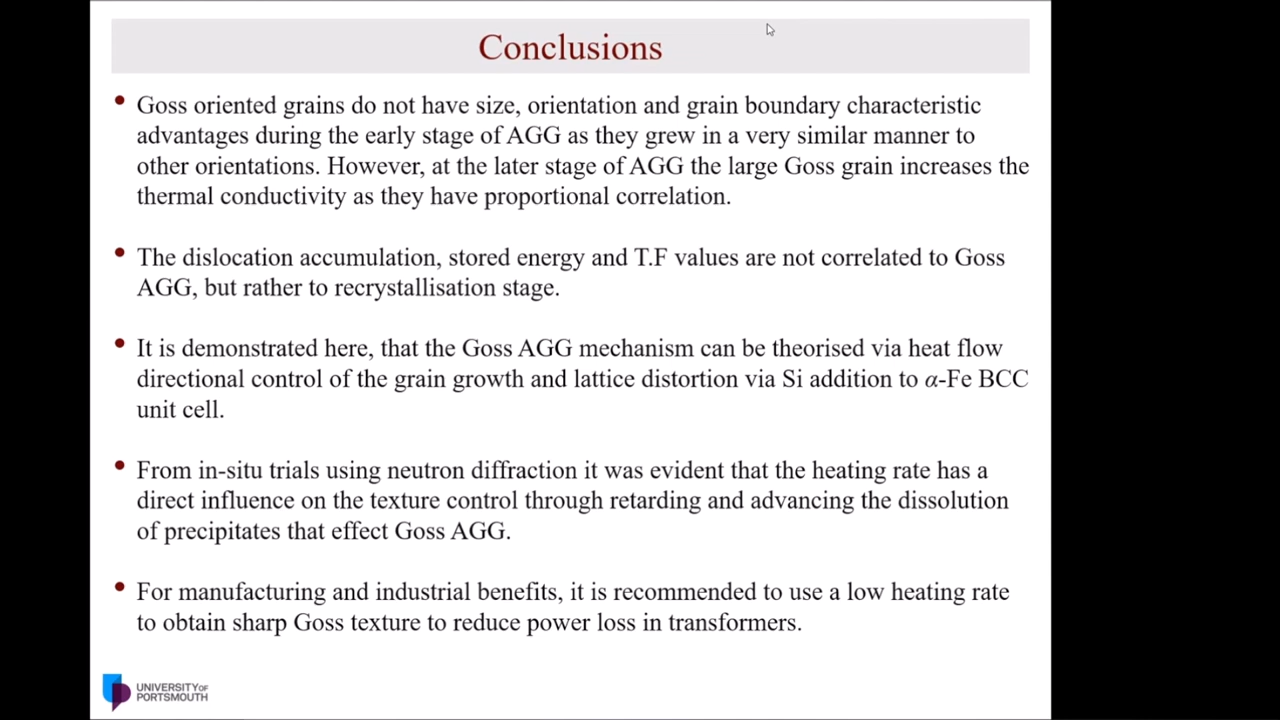 Conclusions
• Goss oriented grains do not have size, orientation and grain boundary characteristic
advantages during the early stage of AGG as they grew in a very similar manner to
other orientations. However, at the later stage of AGG the large Goss grain increases the
thermal conductivity as they have proportional correlation.
• The dislocation accumulation, stored energy and T.F values are not correlated to Goss
AGG, but rather to recrystallisation stage.
• It is demonstrated here, that the Goss AGG mechanism can be theorised via heat flow
directional control of the grain growth and lattice distortion via Si addition to α-Fe BCC
unit cell.
• From in-situ trials using neutron diffraction it was evident that the heating rate has a
direct influence on the texture control through retarding and advancing the dissolution
of precipitates that effect Goss AGG.
• For manufacturing and industrial benefits, it is recommended to use a low heating rate
to obtain sharp Goss texture to reduce power loss in transformers.
UNIVERSITY OF
PORTSMOUTH